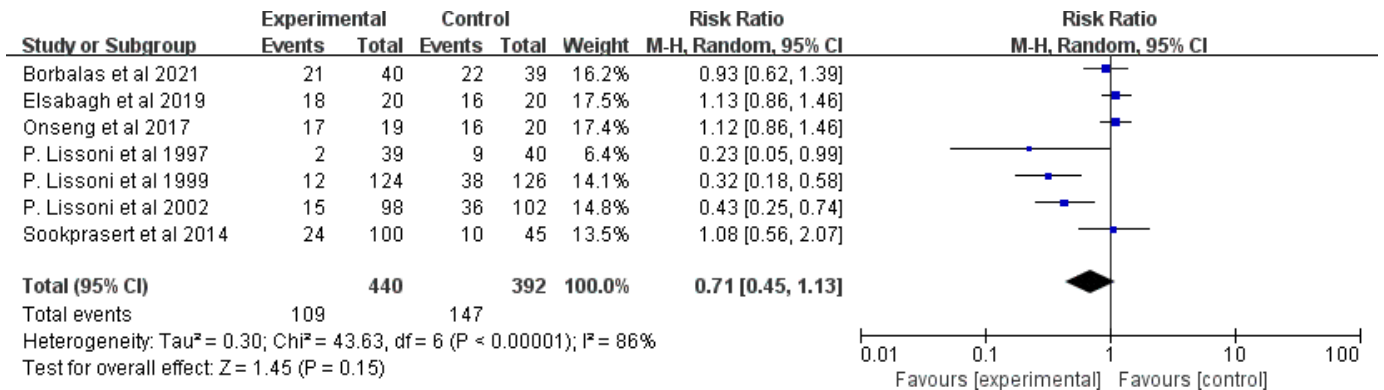 Experimental Control Risk Ratio Risk Ratio
Study or Subgroup Events Total Events Total Weight M-H, Random, 95% CI M-H, Random, 95% CI
Borbalas et al 2021 21 40 22 39 16.2% 0.93 [0.62, 1.39]
Elsabagh et al 2019 18 20 16 20 17.5% 1.13 [0.86, 1.46]
Onseng et al 2017 17 19 16 20 17.4% 1.12 [0.86, 1.46]
P. Lissoni et al 1997 2 39 9 40 6.4% 0.23 [0.05, 0.99]
P. Lissoni et al 1999 12 124 38 126 14.1% 0.32 [0.18, 0.58]
P. Lissoni et al 2002 15 98 36 102 14.8% 0.43 [0.25, 0.74]
Sookprasert et al 2014 24 100 10 45 13.5% 1.08 [0.56, 2.07]
Total (95% CI) 440 392 100.0% 0.71 [0.45, 1.13]
Total events 109 147
Heterogeneity: Tau² = 0.30; Chi² = 43.63, df = 6 (P < 0.00001); I² = 86%
Test for overall effect: Z = 1.45 (P = 0.15)
0.01 0.1 1 10 100
Favours [experimental] Favours [control]